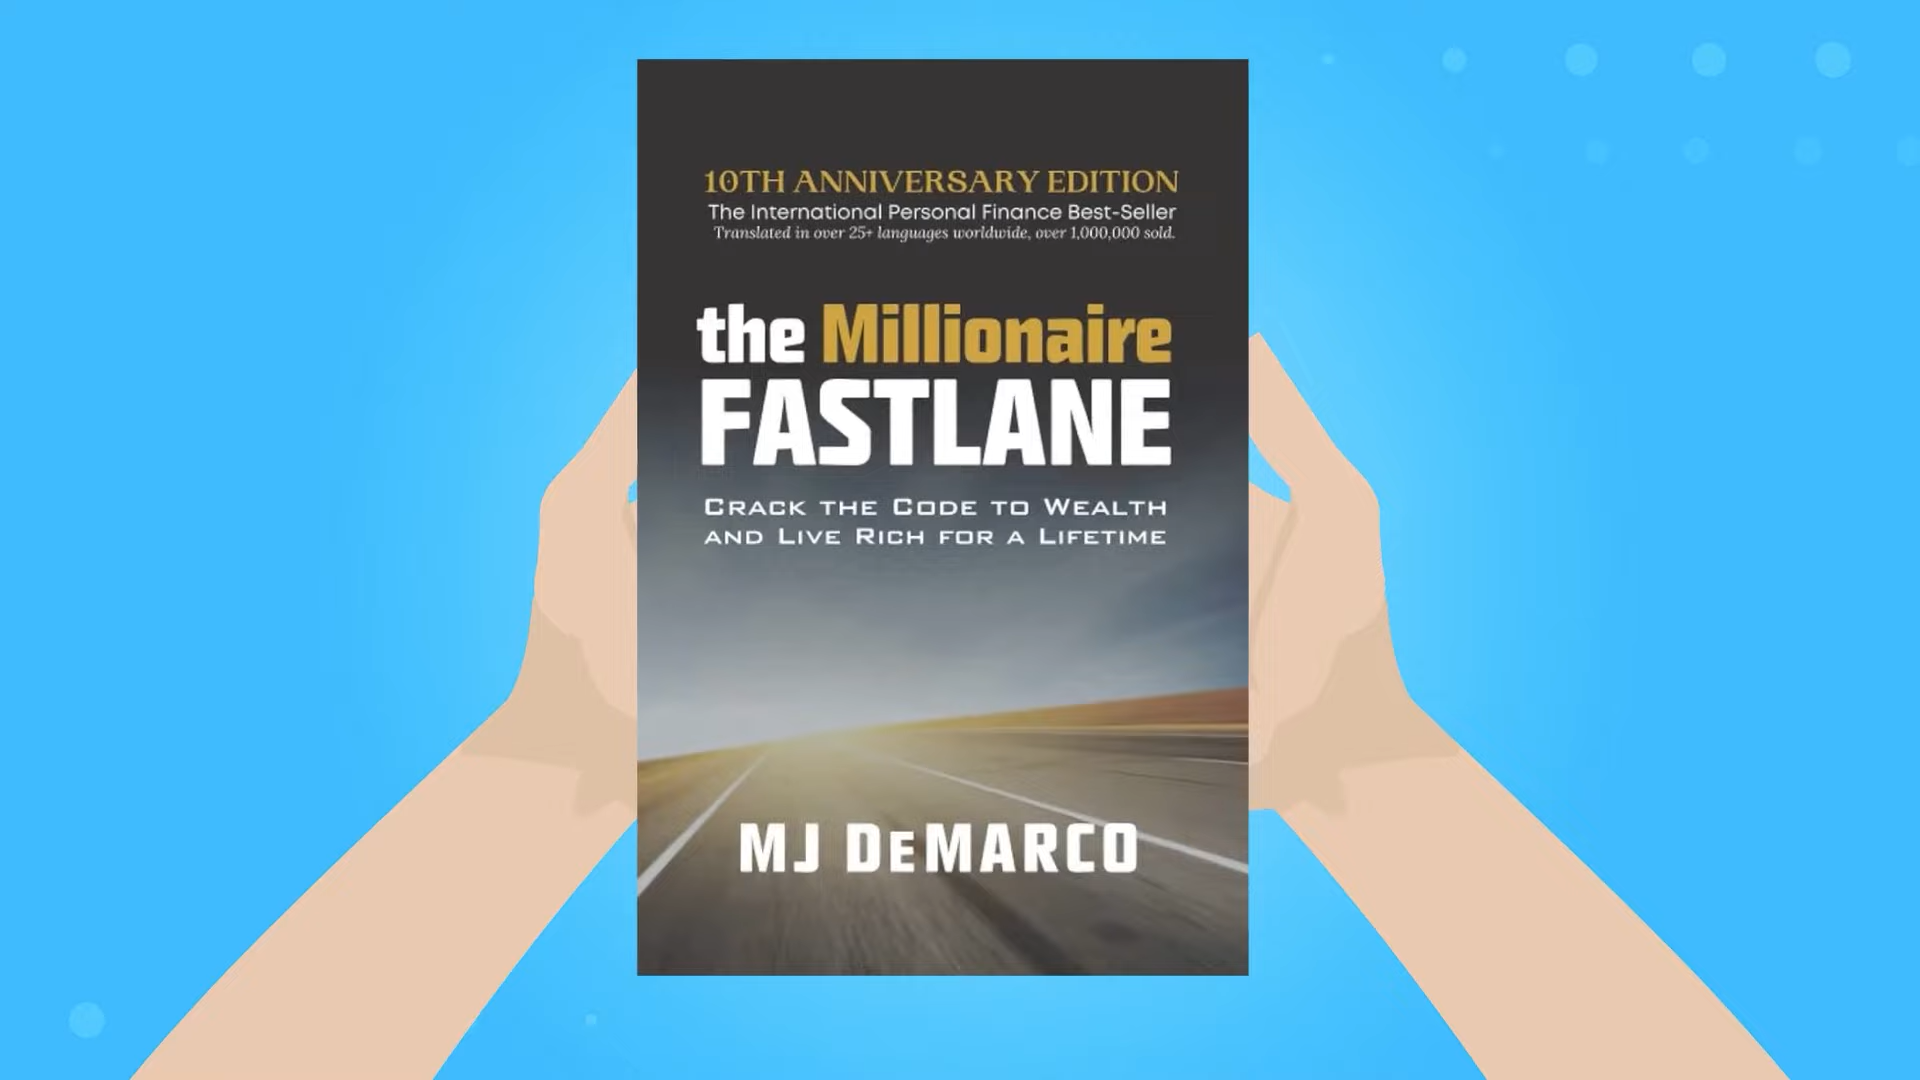 10TH ANNIVERSARY EDITION
The International Personal Finance Best-Seller
Translated in over 25+ languages worldwide, over 1,000,000 sold.
the Millionaire
FASTLANE
CRACK THE CODE TO WEALTH
AND LIVE RICH FOR A LIFETIME
MJ DEMARCO